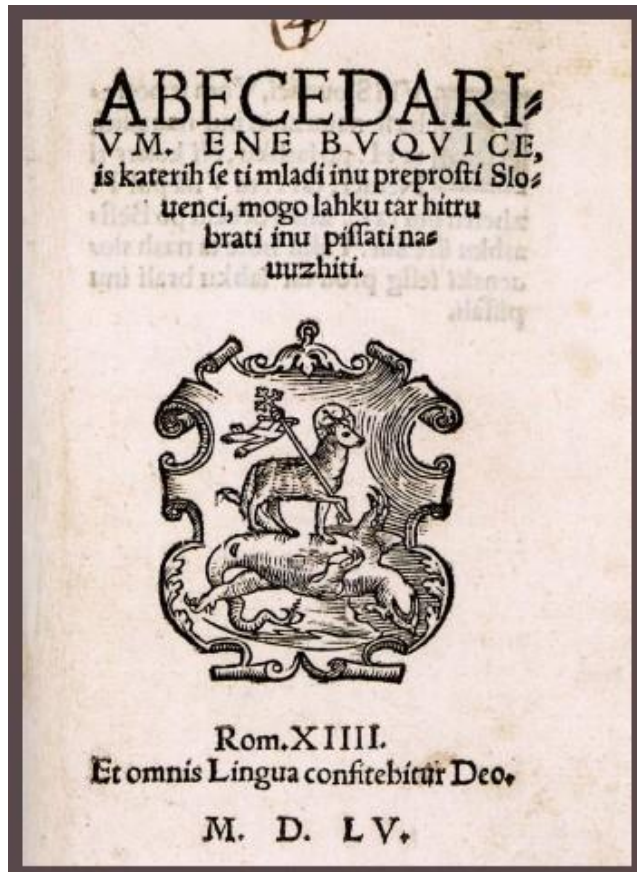 4
ABECEDARI⸗
VM. ENE BVQVICE,
is katerih ſe ti mladi inu preproſti Slo⸗
uenci, mogo lahku tar hitru
brati inu piſſati na⸗
uuzhiti.
Rom.XIIII.
Et omnis Lingua confitebitur Deo.
M. D. LV.